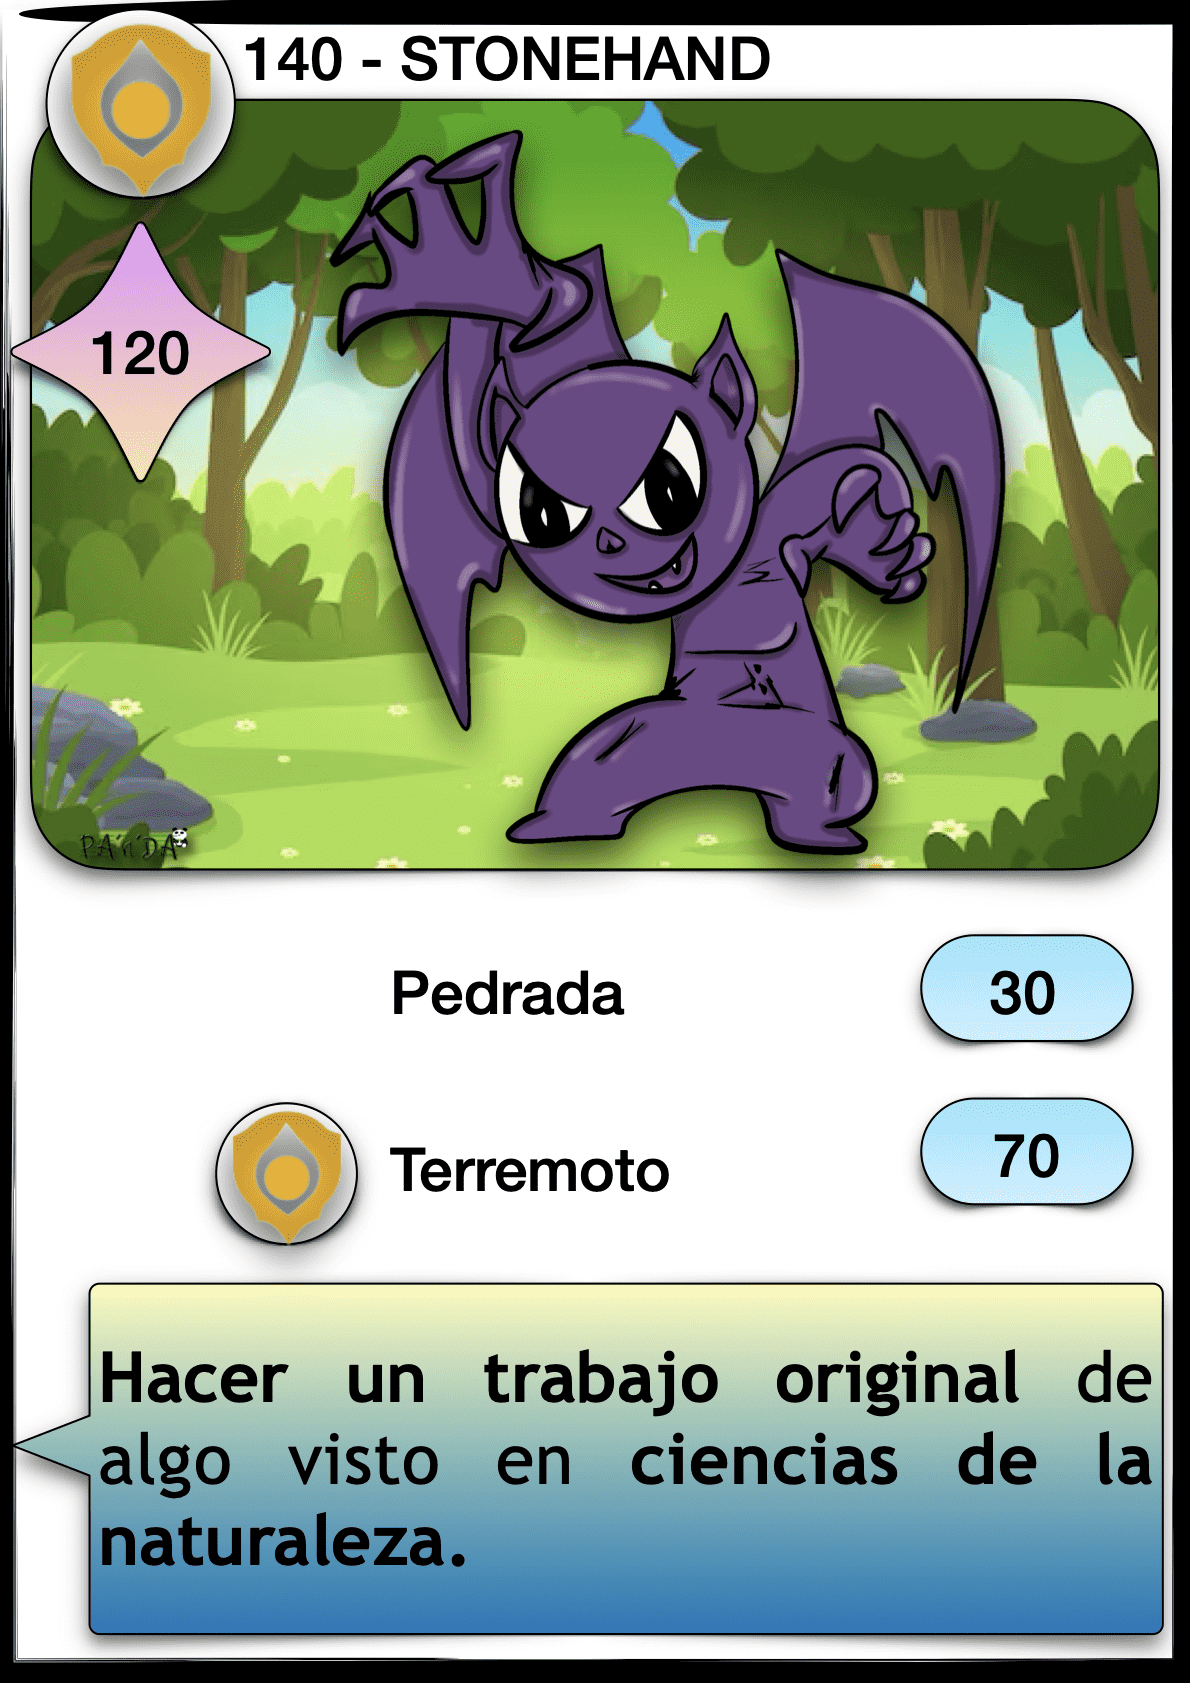 140 - STONEHAND
120
PANDA
Pedrada
30
Terremoto
70
Hacer un trabajo original de
algo visto en ciencias de la
naturaleza.